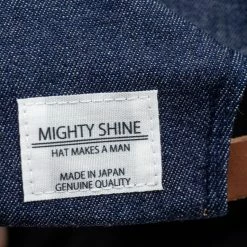 MIGHTY SHINE
HAT MAKES A MAN
MADE IN JAPAN
GENUINE QUALITY